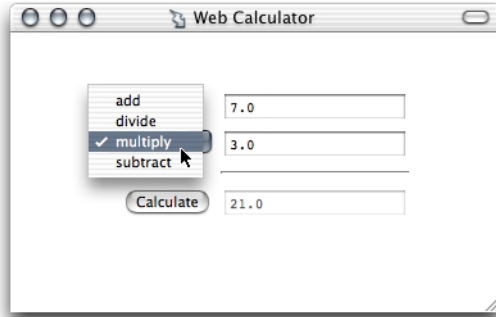 Web Calculator
add
7.0
divide
✓ multiply
3.0
subtract
Calculate
21.0